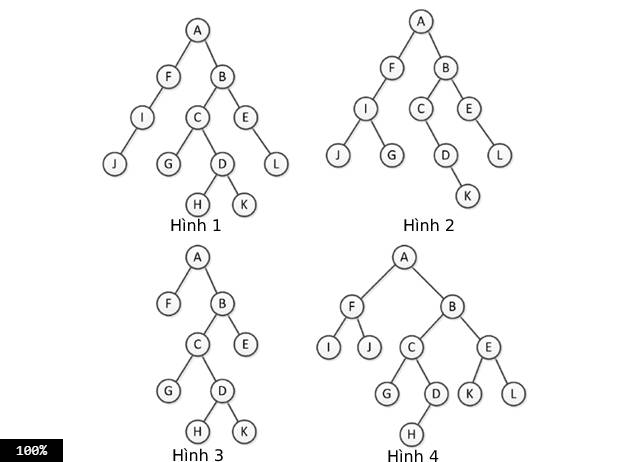 A
F B
I C E
J G D L
H K
Hình 1
A
F B
I C E
J G D L
K
Hình 2
A
F B
C E
G D
H K
Hình 3
A
F B
I J C E
G D K L
H
Hình 4
100%